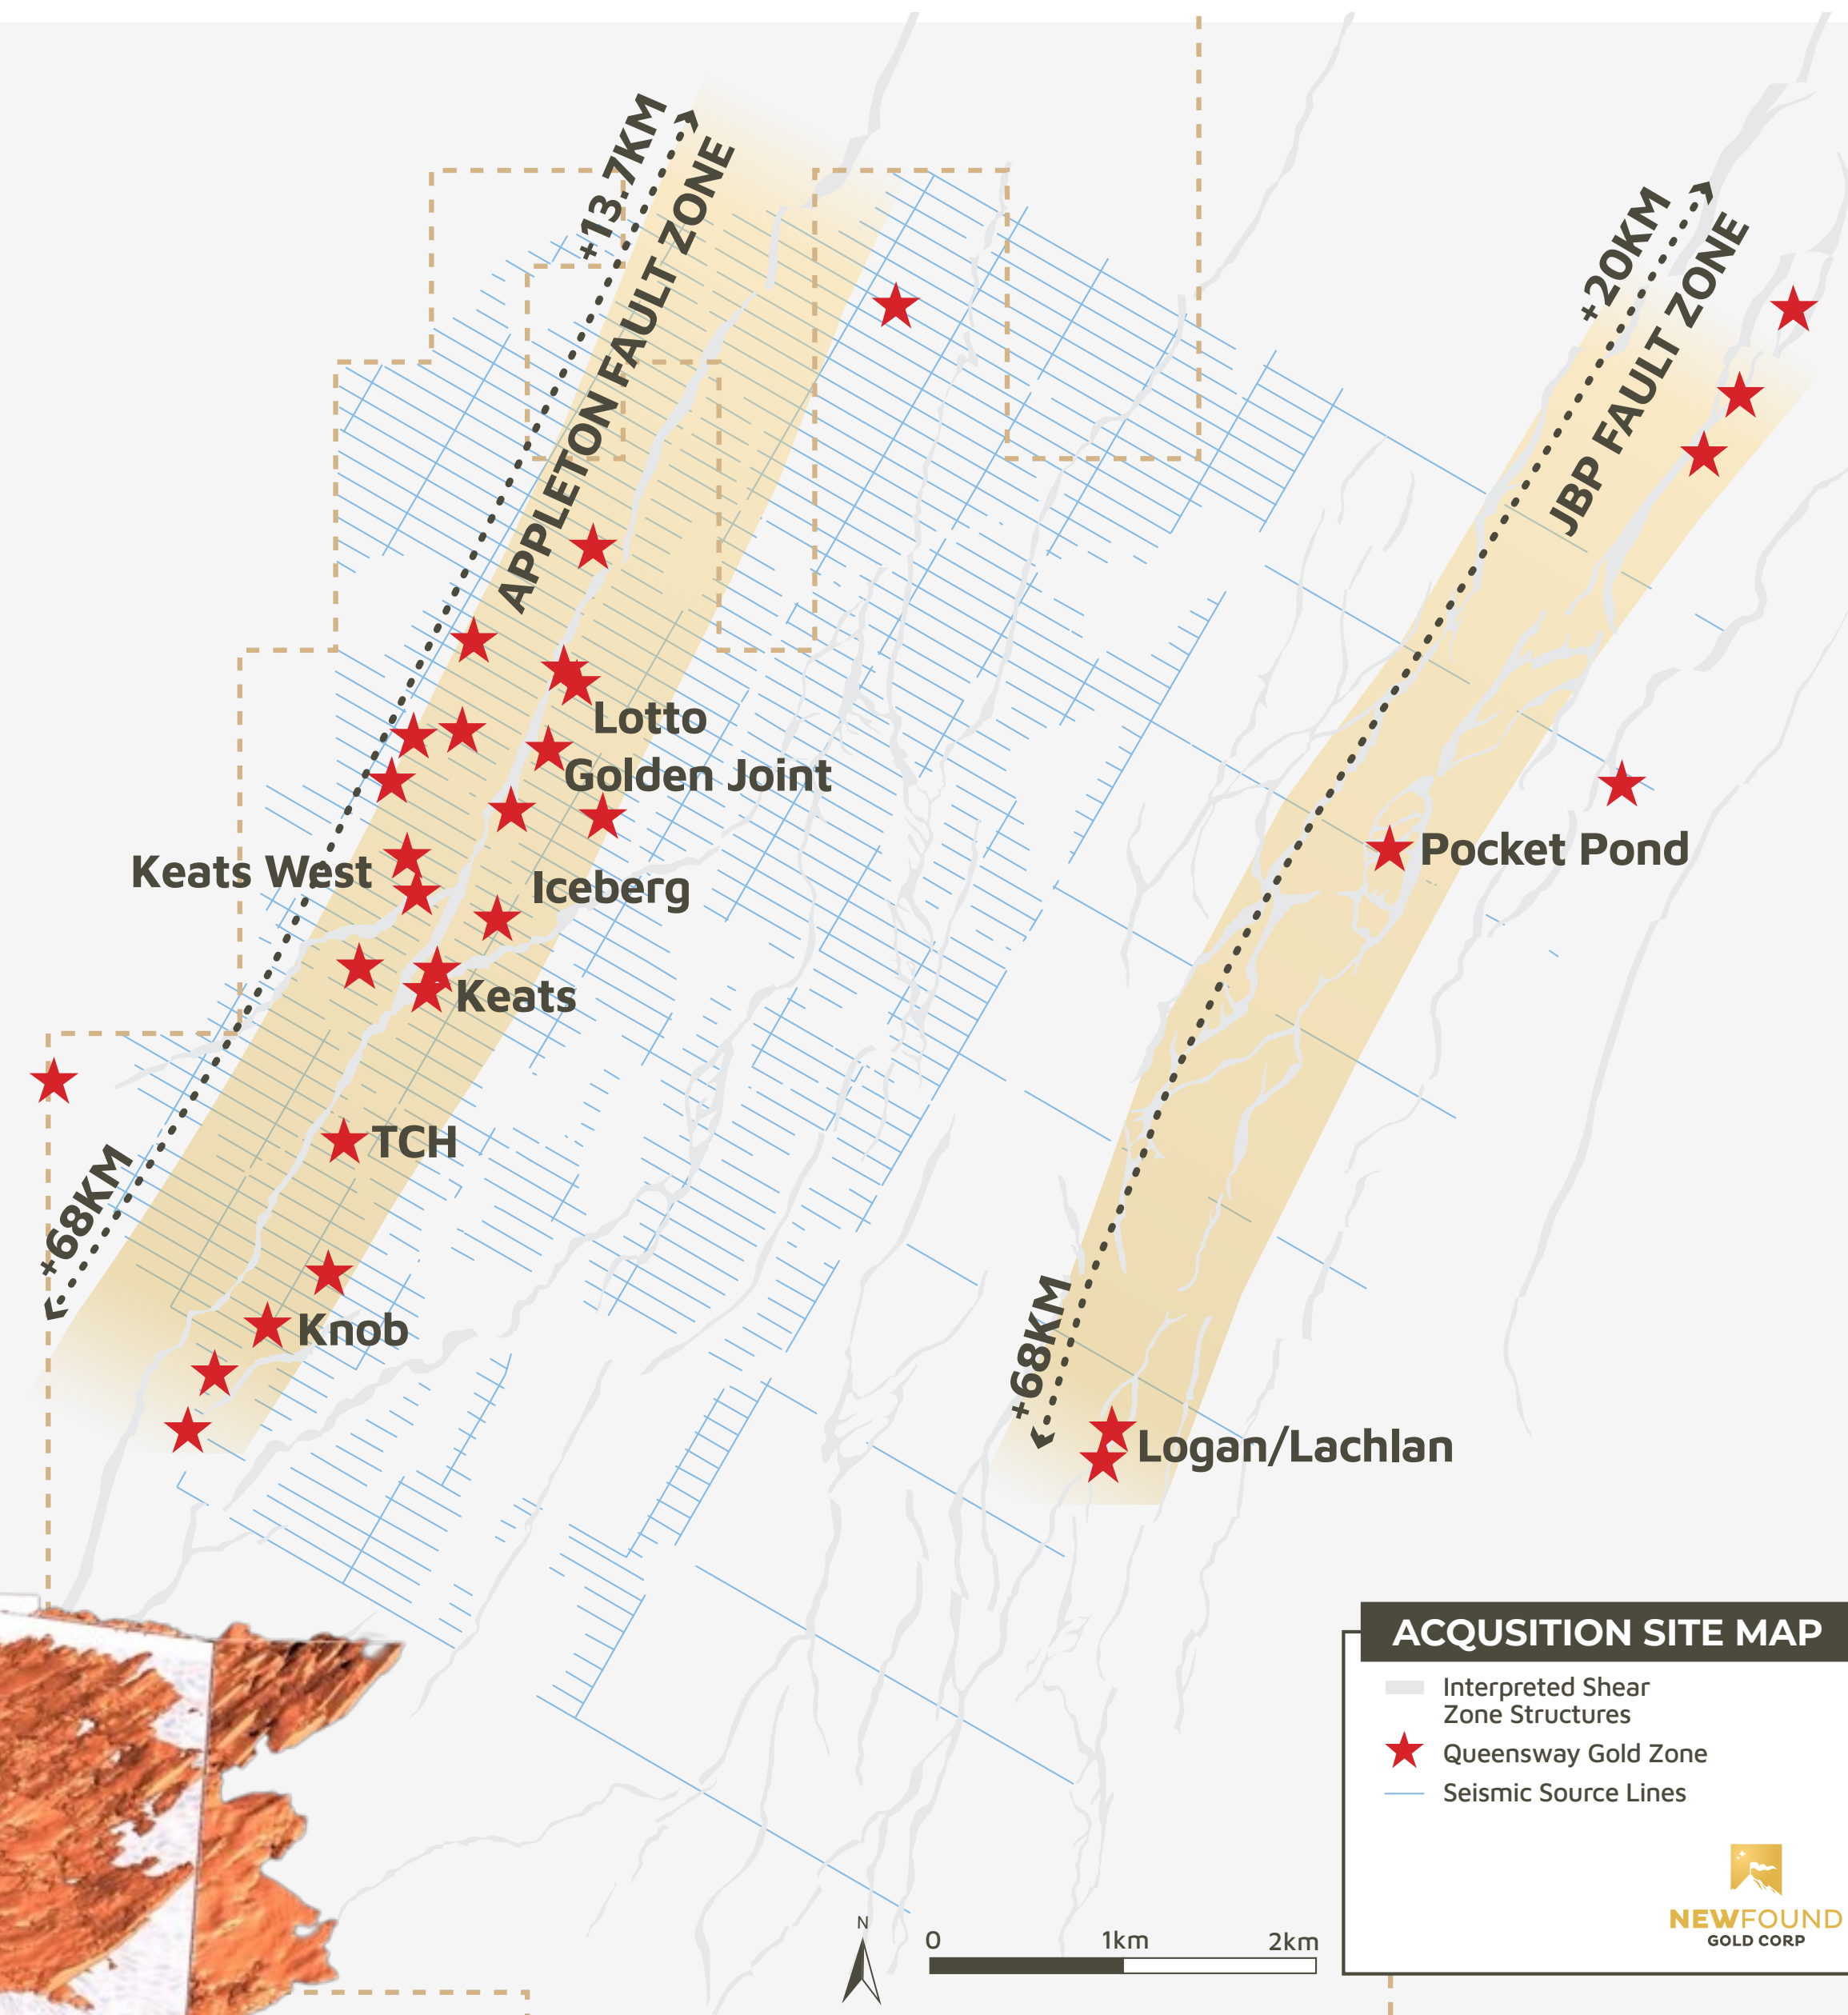 +13.7KM
APPLETON FAULT ZONE
+20KM
JBP FAULT ZONE
Lotto
Golden Joint
Keats West
Iceberg
Pocket Pond
Keats
TCH
+68KM
Knob
+68KM
Logan/Lachlan
ACQUSITION SITE MAP
Interpreted Shear
Zone Structures
Queensway Gold Zone
Seismic Source Lines
NEWFOUND
GOLD CORP
N
0 1km 2km